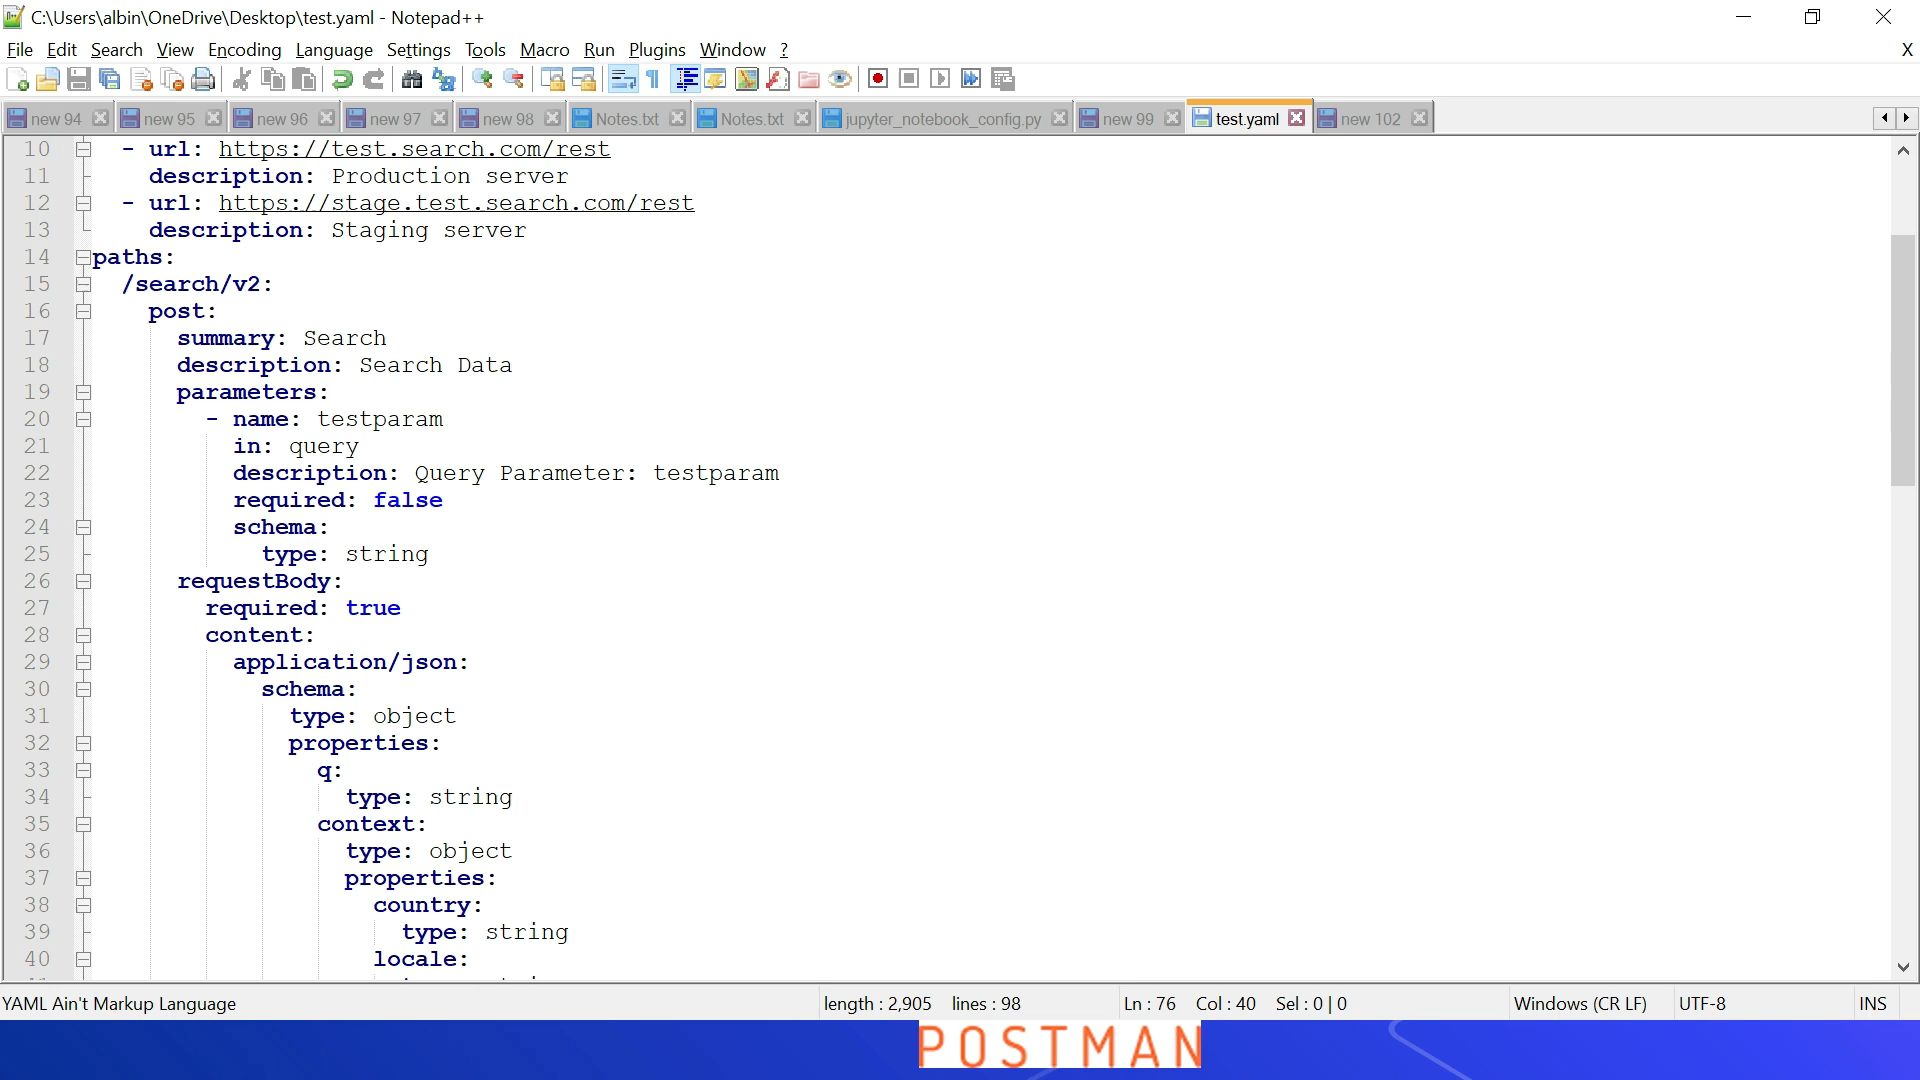 C:\Users\albin\OneDrive\Desktop\test.yaml - Notepad++
File Edit Search View Encoding Language Settings Tools Macro Run Plugins Window ? X
new 94 new 95 new 96 new 97 new 98 Notes.txt Notes.txt jupyter_notebook_config.py new 99 test.yaml new 102
10 - url: https://test.search.com/rest
11 description: Production server
12 - url: https://stage.test.search.com/rest
13 description: Staging server
14 paths:
15 /search/v2:
16 post:
17 summary: Search
18 description: Search Data
19 parameters:
20 - name: testparam
21 in: query
22 description: Query Parameter: testparam
23 required: false
24 schema:
25 type: string
26 requestBody:
27 required: true
28 content:
29 application/json:
30 schema:
31 type: object
32 properties:
33 q:
34 type: string
35 context:
36 type: object
37 properties:
38 country:
39 type: string
40 locale:
YAML Ain't Markup Language length : 2,905 lines : 98 Ln : 76 Col : 40 Sel : 0 | 0 Windows (CR LF) UTF-8 INS
POSTMAN